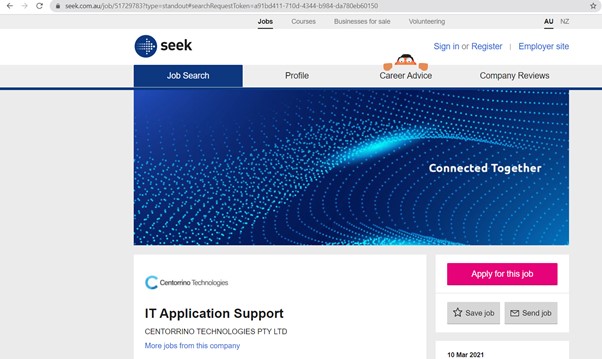 seek.com.au/job/51729783?type=standout#searchRequestToken=a91bd411-710d-4344-b984-da780eb60150
Jobs Courses Businesses for sale Volunteering AU NZ
seek Sign in or Register | Employer site
Job Search Profile Career Advice Company Reviews
Connected Together
Centorrino Technologies
IT Application Support
CENTORRINO TECHNOLOGIES PTY LTD
More jobs from this company
Apply for this job
Save job Send job
10 Mar 2021